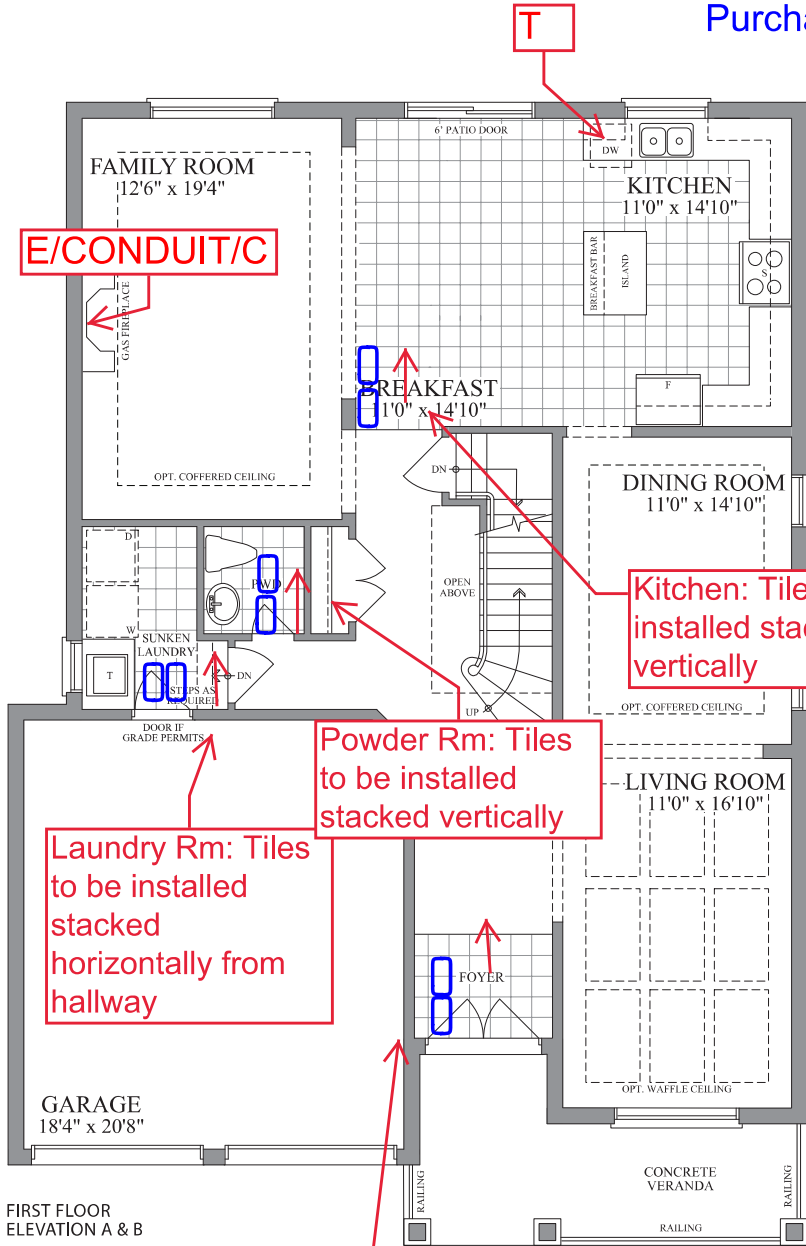 T
Purcha
6' PATIO DOOR
DW
FAMILY ROOM
12'6" x 19'4"
KITCHEN
11'0" x 14'10"
E/CONDUIT/C
BREAKFAST BAR
ISLAND
S
GAS FIREPLACE
BREAKFAST
11'0" x 14'10"
F
DN
OPT. COFFERED CEILING
DINING ROOM
11'0" x 14'10"
D
PWD
OPEN
ABOVE
Kitchen: Tile
installed stac
vertically
W
SUNKEN
LAUNDRY
T
DN
STEPS AS
REQUIRED
UP
OPT. COFFERED CEILING
DOOR IF
GRADE PERMITS
Powder Rm: Tiles
to be installed
stacked vertically
LIVING ROOM
11'0" x 16'10"
Laundry Rm: Tiles
to be installed
stacked
horizontally from
hallway
FOYER
OPT. WAFFLE CEILING
GARAGE
18'4" x 20'8"
CONCRETE
VERANDA
RAILING
RAILING
RAILING
FIRST FLOOR
ELEVATION A & B